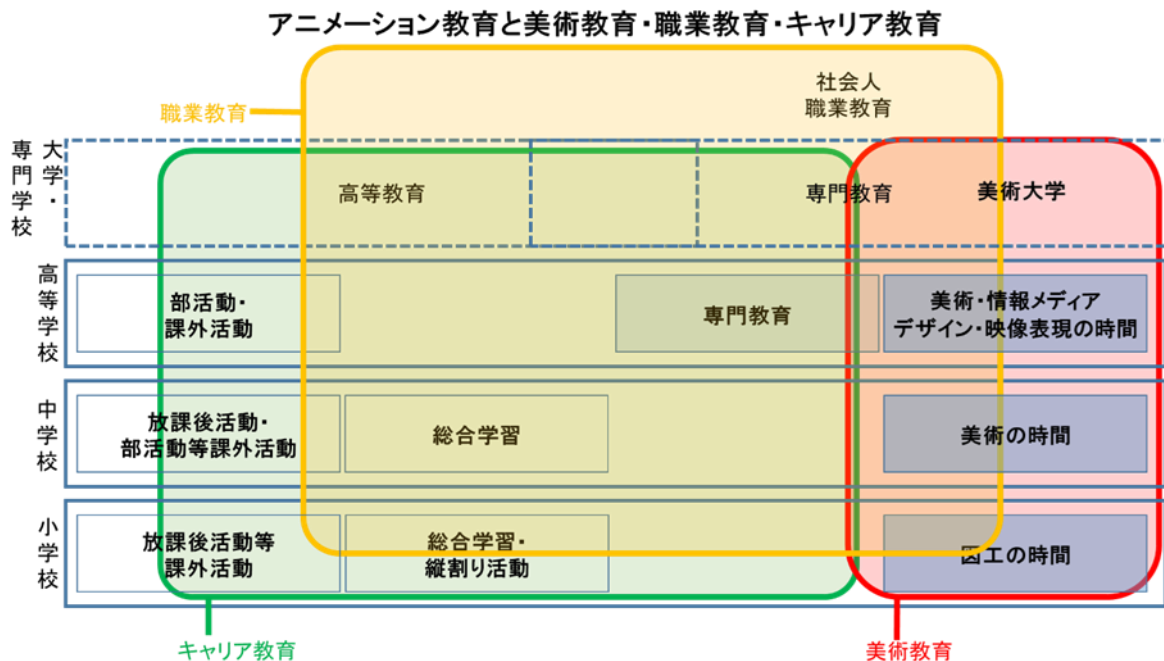 アニメーション教育と美術教育・職業教育・キャリア教育
職業教育
社会人
職業教育
大学・
専門学校
高等教育
専門教育
美術大学
高等学校
部活動・
課外活動
専門教育
美術・情報メディア
デザイン・映像表現の時間
中学校
放課後活動・
部活動等課外活動
総合学習
美術の時間
小学校
放課後活動等
課外活動
総合学習・
縦割り活動
図工の時間
キャリア教育
美術教育